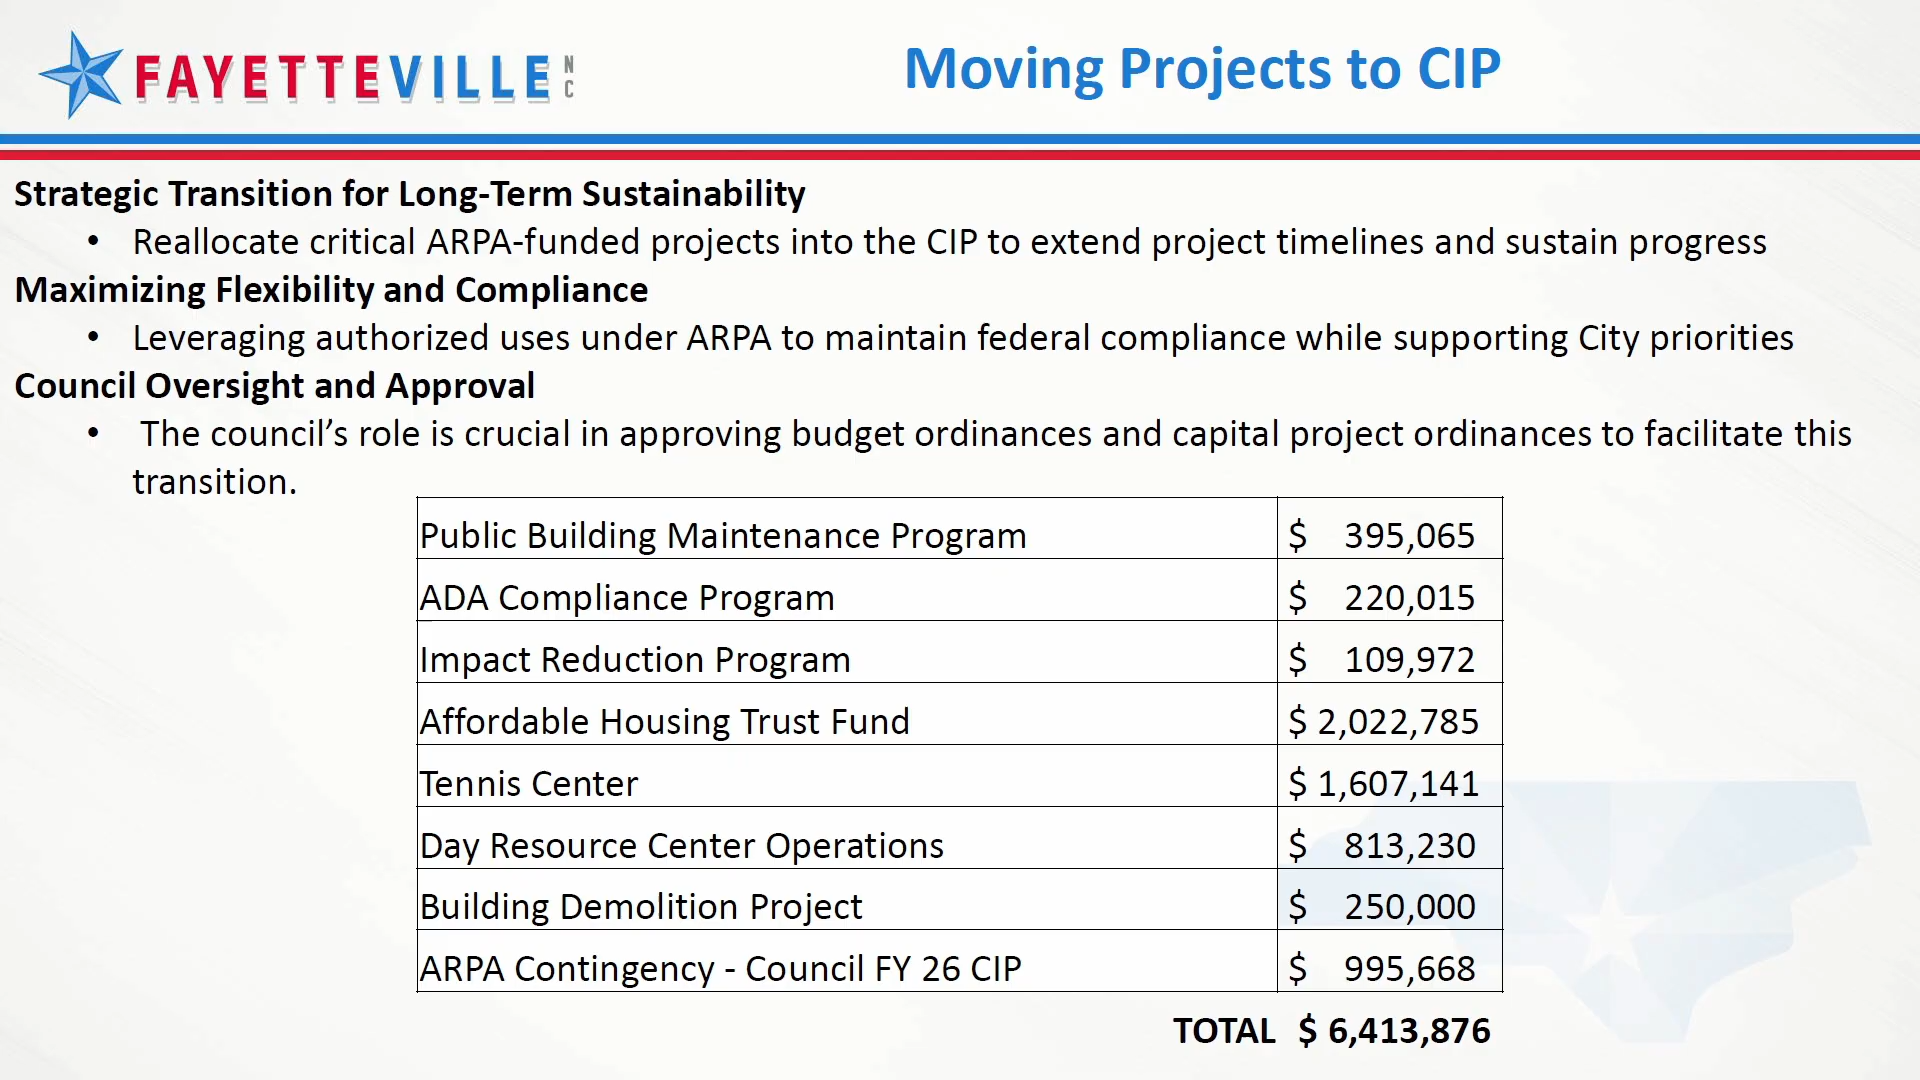 FAYETTEVILLE NC
Moving Projects to CIP
Strategic Transition for Long-Term Sustainability
• Reallocate critical ARPA-funded projects into the CIP to extend project timelines and sustain progress
Maximizing Flexibility and Compliance
• Leveraging authorized uses under ARPA to maintain federal compliance while supporting City priorities
Council Oversight and Approval
• The council’s role is crucial in approving budget ordinances and capital project ordinances to facilitate this
transition.
Public Building Maintenance Program $ 395,065
ADA Compliance Program $ 220,015
Impact Reduction Program $ 109,972
Affordable Housing Trust Fund $ 2,022,785
Tennis Center $ 1,607,141
Day Resource Center Operations $ 813,230
Building Demolition Project $ 250,000
ARPA Contingency - Council FY 26 CIP $ 995,668
TOTAL $ 6,413,876